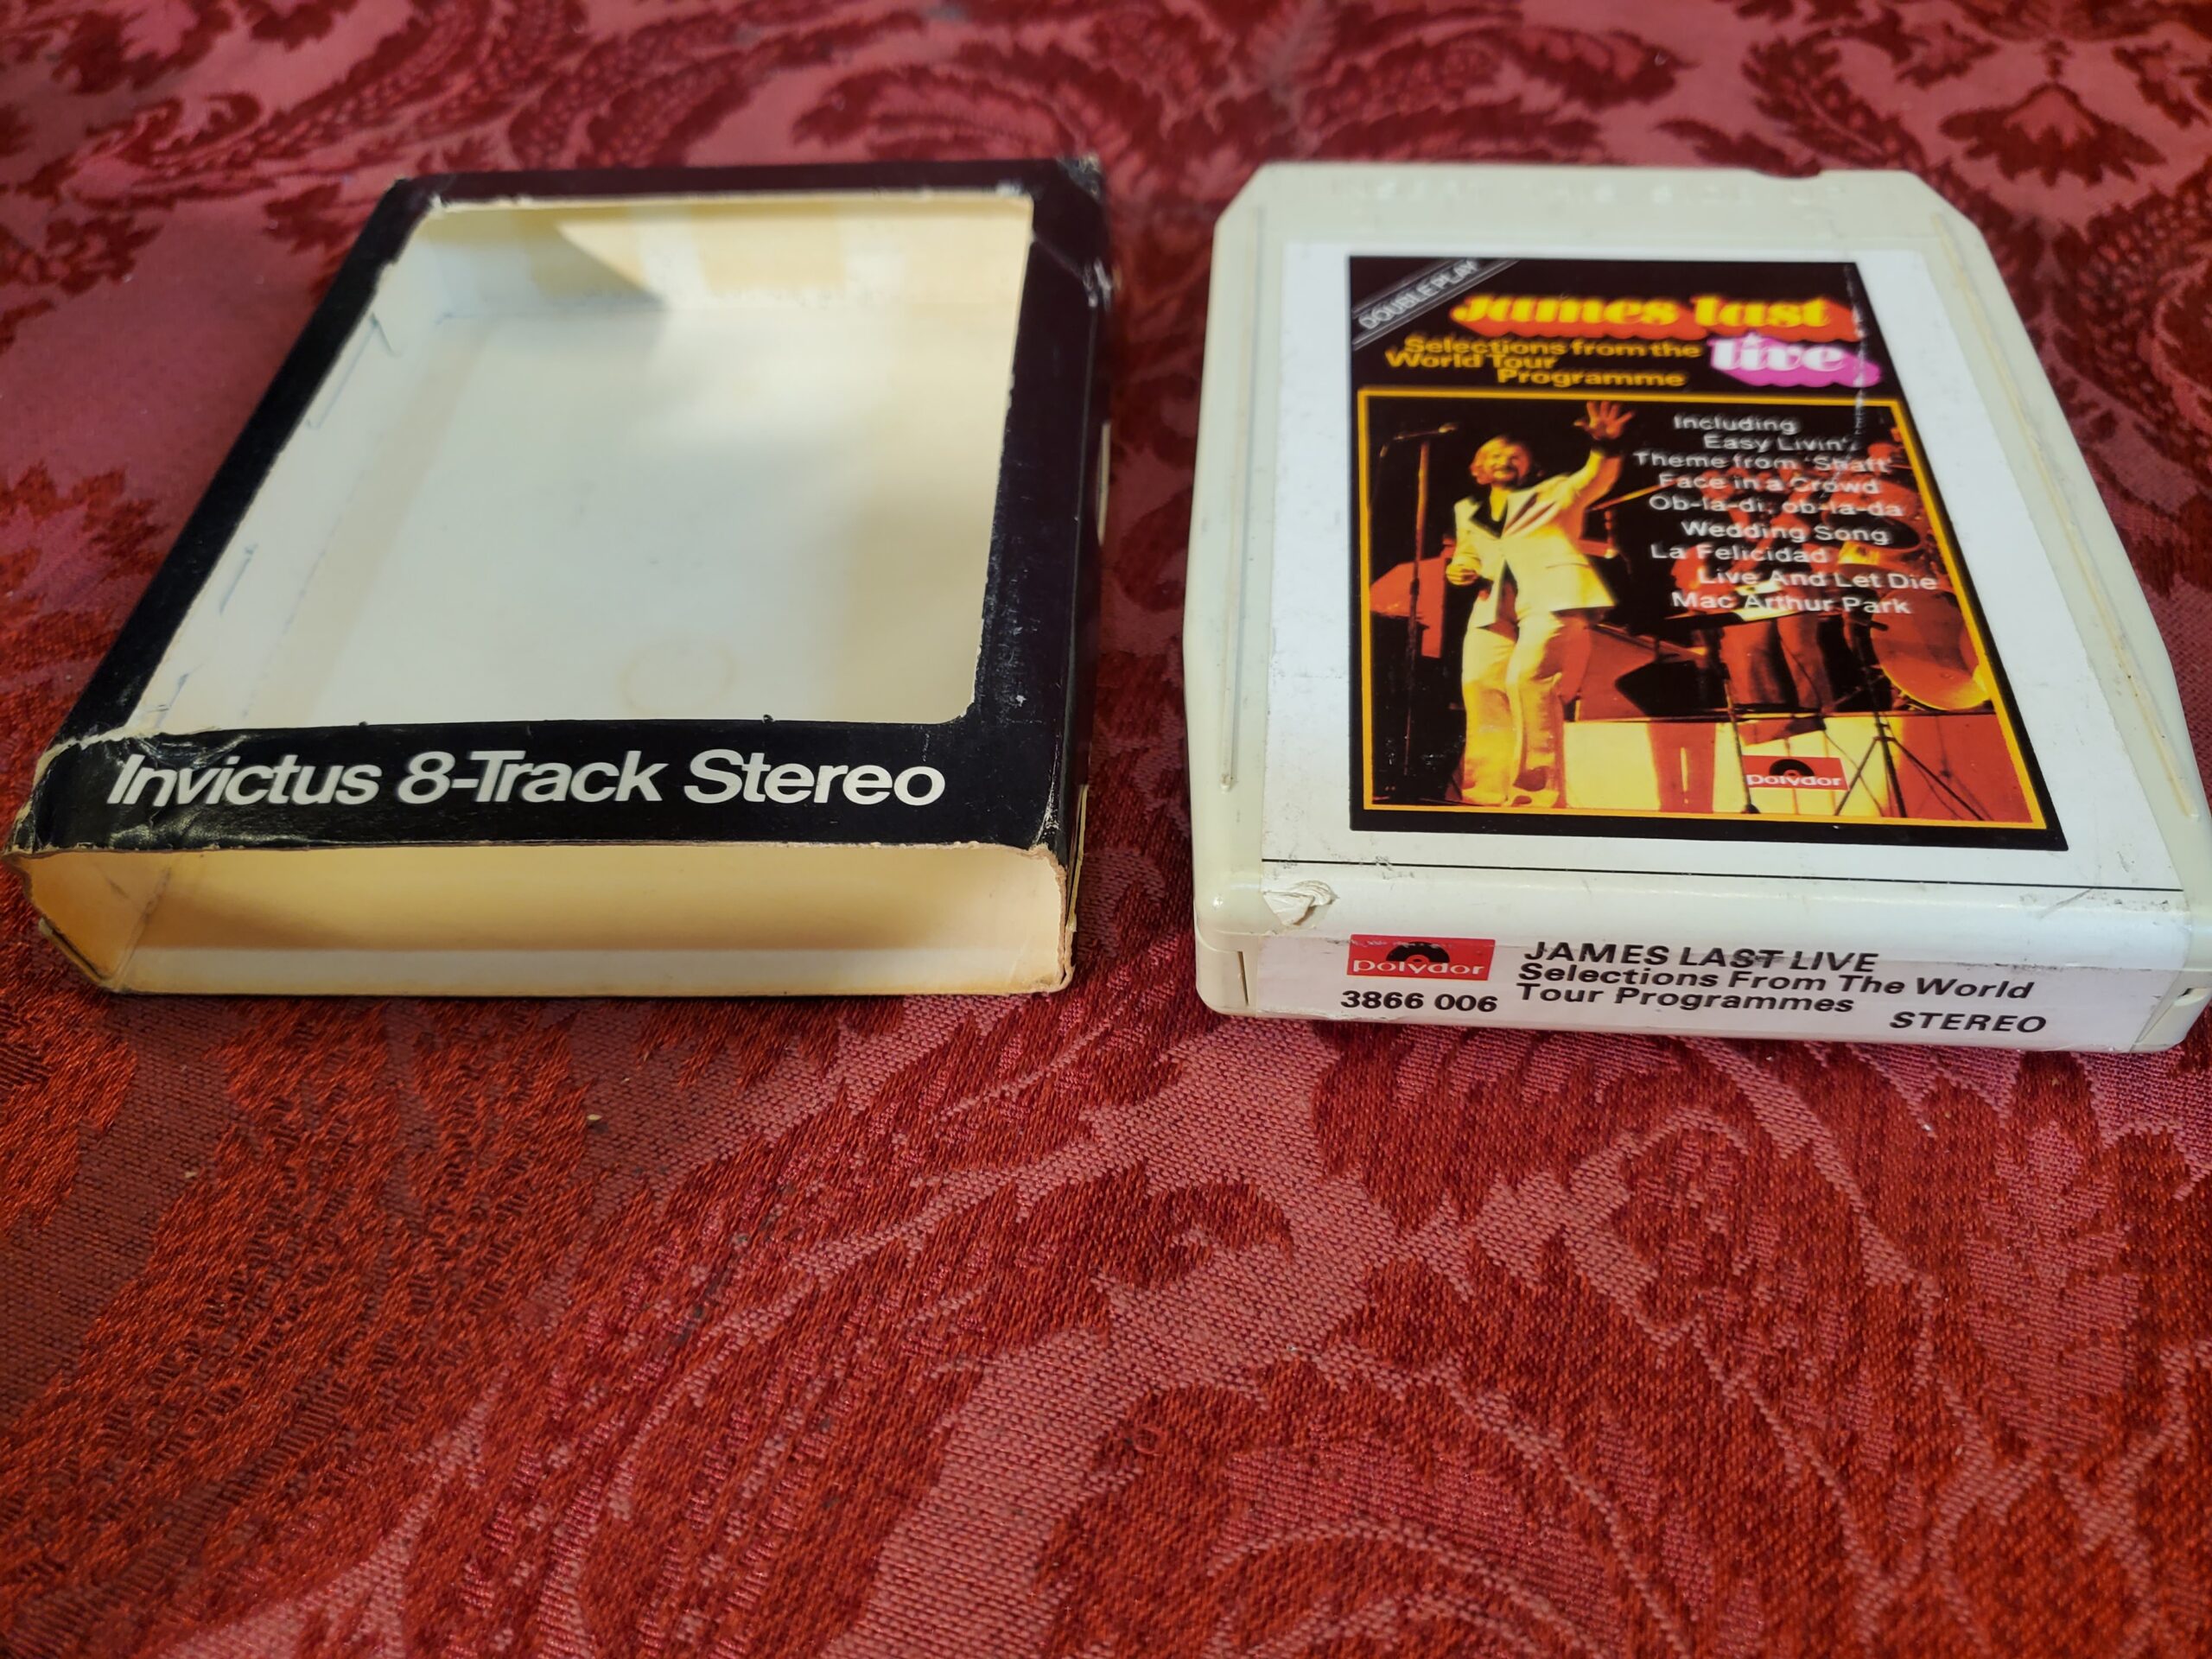 Invictus 8-Track Stereo
DOUBLE PLAY
James Last
Live
Selections from the
World Tour
Programme
Including
Easy Livin'
Theme from 'Shaft'
Face in a Crowd
Ob-la-di, ob-la-da
Wedding Song
La Felicidad
Live And Let Die
Mac Arthur Park
polydor
polydor
3866 006
JAMES LAST LIVE
Selections From The World
Tour Programmes
STEREO